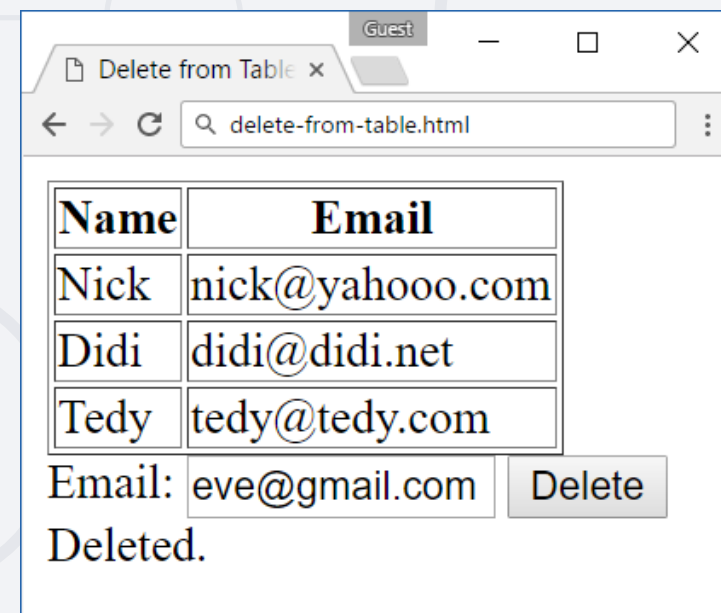 Guest
Delete from Table
delete-from-table.html
Name Email
Nick nick@yahooo.com
Didi didi@didi.net
Tedy tedy@tedy.com
Email: eve@gmail.com Delete
Deleted.